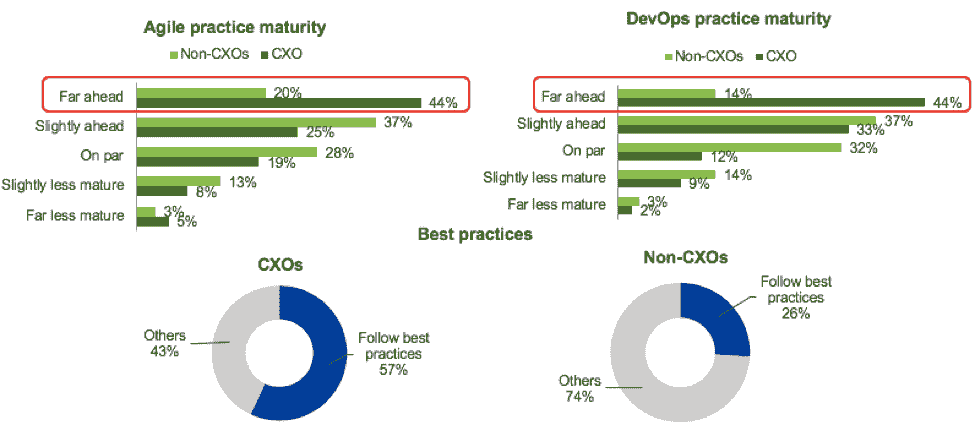 Agile practice maturity
Non-CXOs CXO
Far ahead 20% 44%
Slightly ahead 37% 25%
On par 28% 19%
Slightly less mature 13% 8%
Far less mature 3% 5%
DevOps practice maturity
Non-CXOs CXO
Far ahead 14% 44%
Slightly ahead 37% 33%
On par 32% 12%
Slightly less mature 14% 9%
Far less mature 3% 2%
Best practices
CXOs
Others
43%
Follow best
practices
57%
Non-CXOs
Follow best
practices
26%
Others
74%